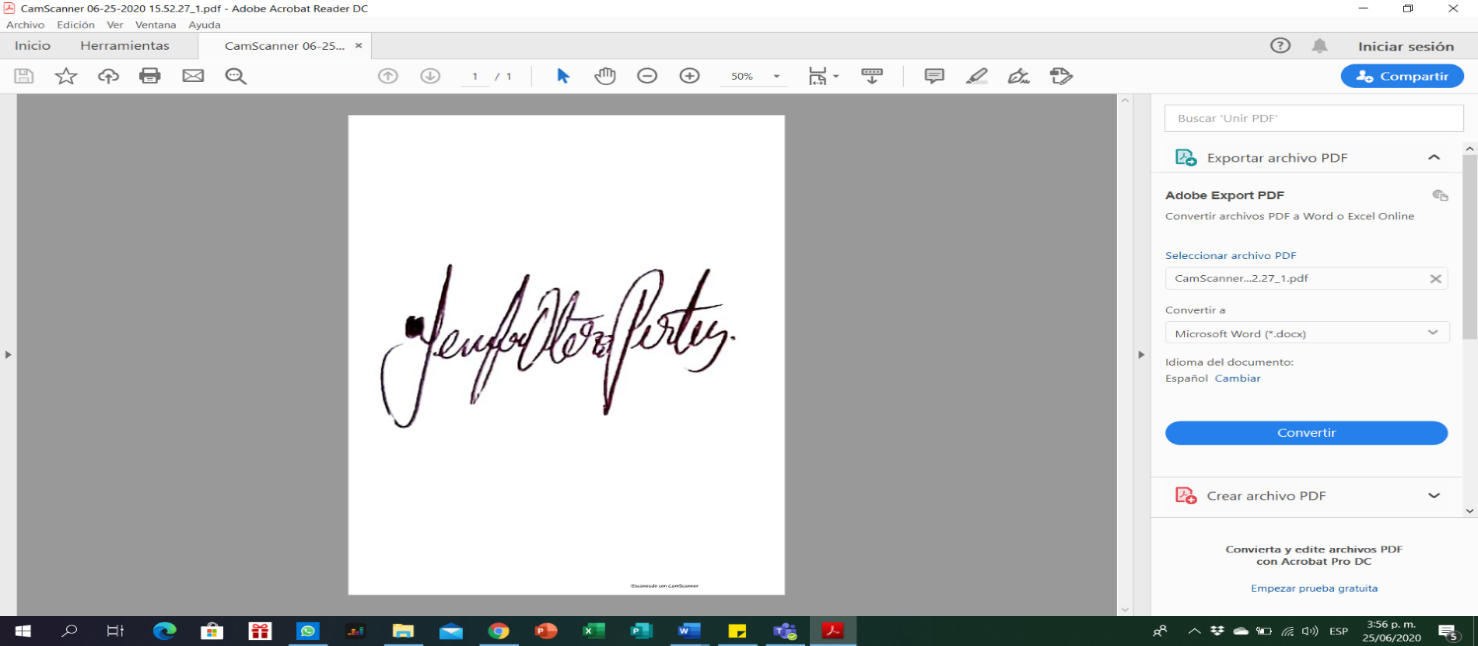 CamScanner 06-25-2020 15.52.27_1.pdf - Adobe Acrobat Reader DC
Archivo Edición Ver Ventana Ayuda
Inicio Herramientas CamScanner 06-25... × Iniciar sesión
1 / 1 50% Compartir
Buscar 'Unir PDF'
Exportar archivo PDF
Adobe Export PDF
Convertir archivos PDF a Word o Excel Online
Seleccionar archivo PDF
CamScanner...2.27_1.pdf
Convertir a
Microsoft Word (*.docx)
Idioma del documento:
Español Cambiar
Convertir
Crear archivo PDF
Convierta y edite archivos PDF
con Acrobat Pro DC
Empezar prueba gratuita
Escaneado con CamScanner
ESP 3:56 p. m.
25/06/2020
5